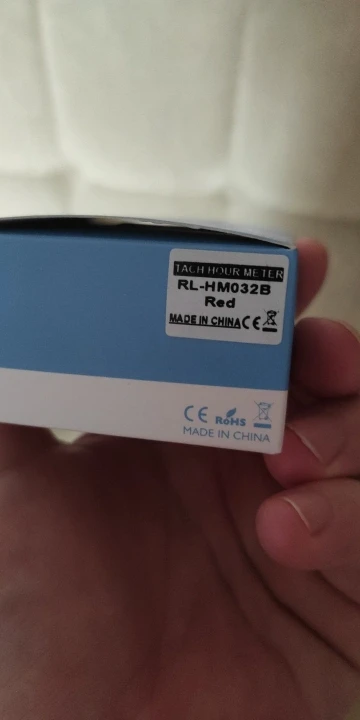 TACH HOUR METER
RL-HM032B
Red
MADE IN CHINA CE
CE RoHS
MADE IN CHINA